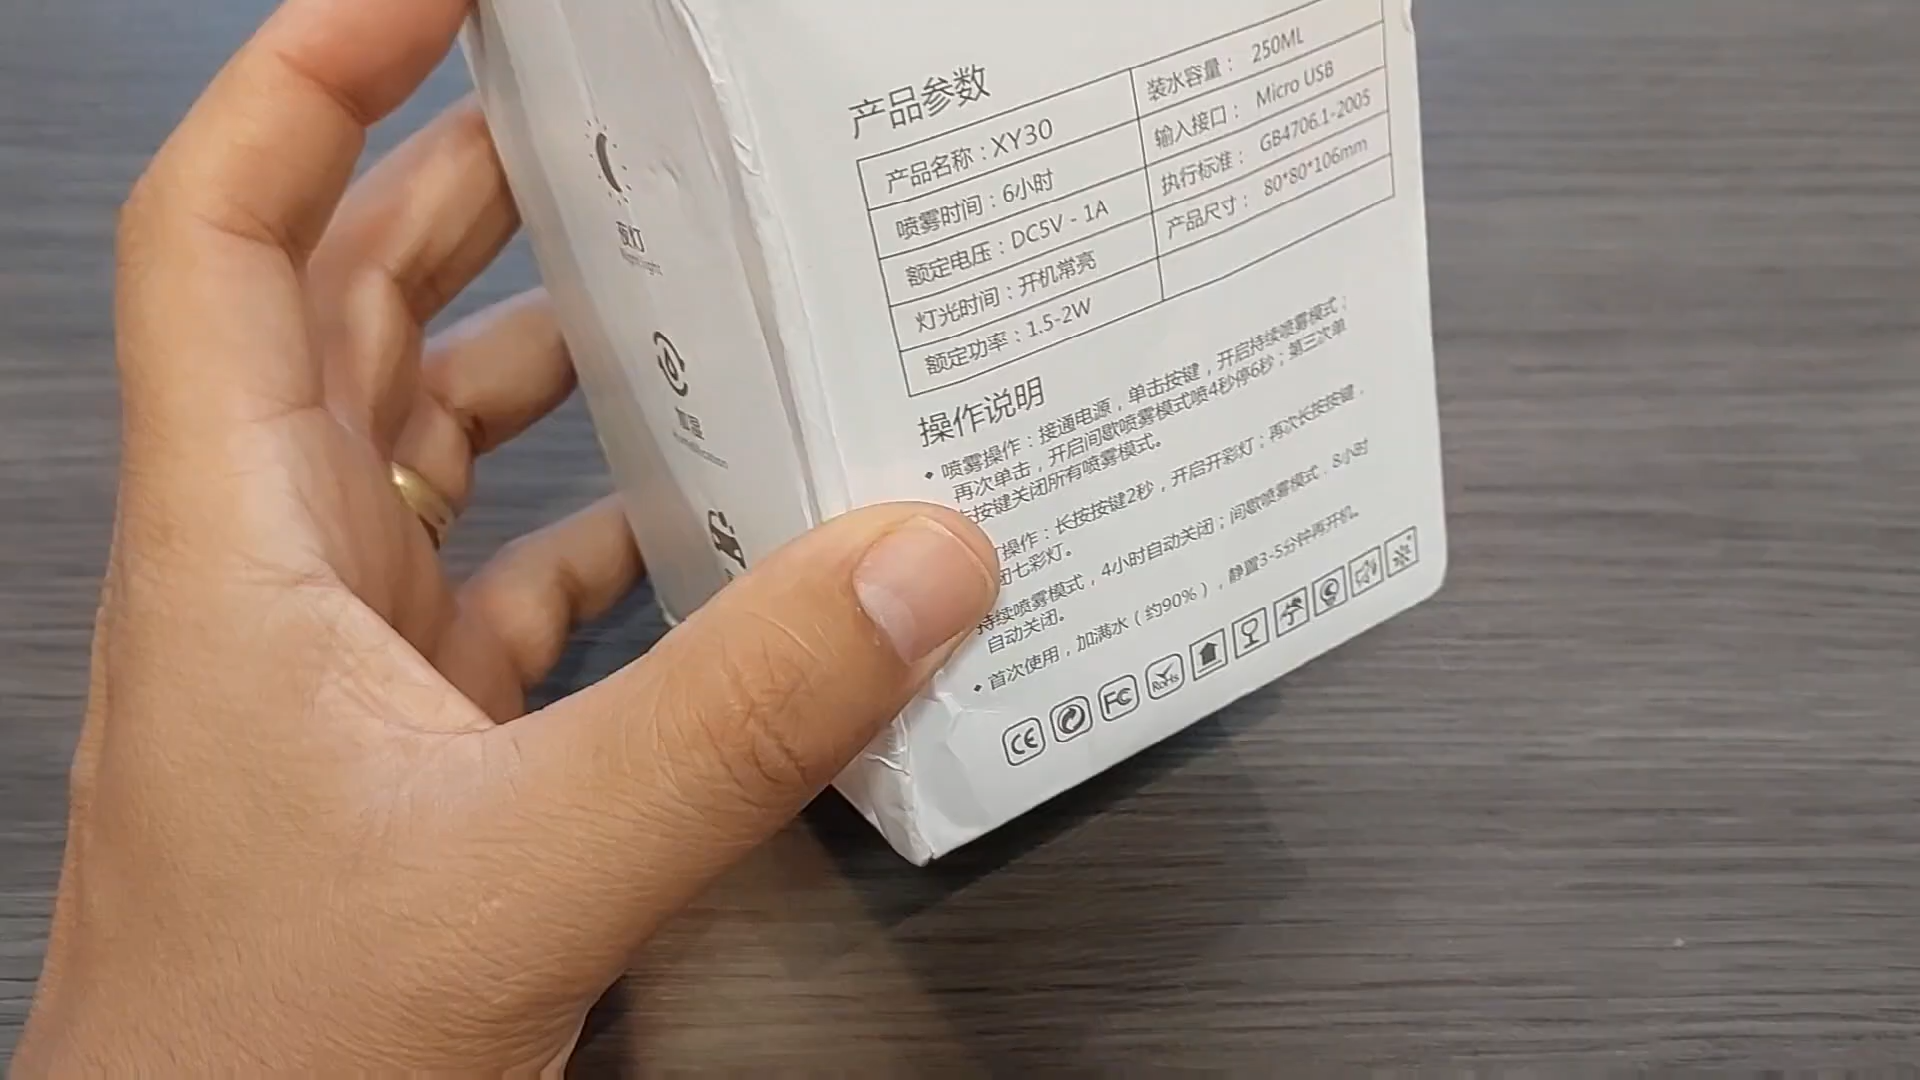 夜灯
Night Light
加湿
产品参数
产品名称：XY30
装水容量： 250ML
喷雾时间：6小时
输入接口： Micro USB
额定电压：DC5V - 1A
执行标准： GB4706.1-2005
灯光时间：开机常亮
产品尺寸： 80*80*106mm
额定功率：1.5-2W
操作说明
喷雾操作：接通电源，单击按键，开启持续喷雾模式；
再次单击，开启间歇喷雾模式喷4秒停6秒；第三次单
击按键关闭所有喷雾模式。
灯操作：长按按键2秒，开启开彩灯；再次长按按键，
闭七彩灯。
持续喷雾模式，4小时自动关闭；间歇喷雾模式，8小时
自动关闭。
首次使用，加满水（约90%），静置3-5分钟再开机。
CE FC RoHS